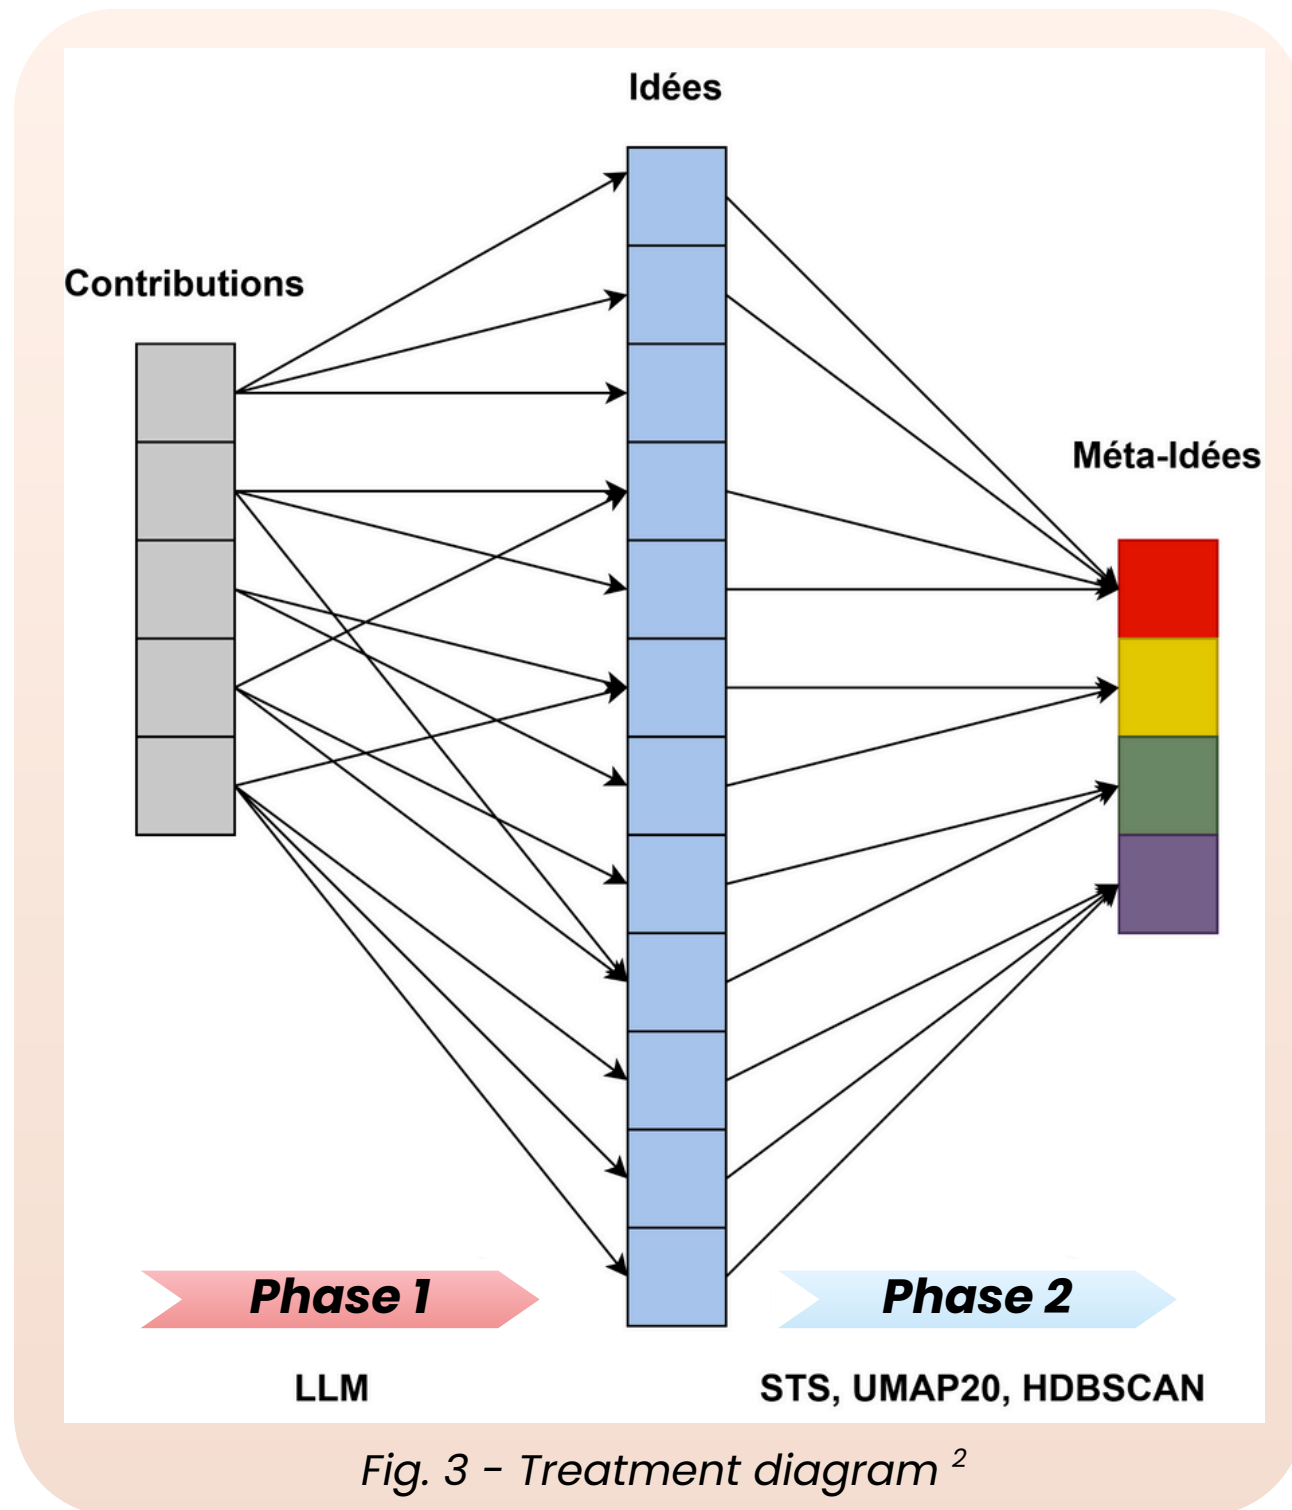 Idées
Contributions
Méta-Idées
Phase 1
Phase 2
LLM
STS, UMAP20, HDBSCAN
Fig. 3 - Treatment diagram 2